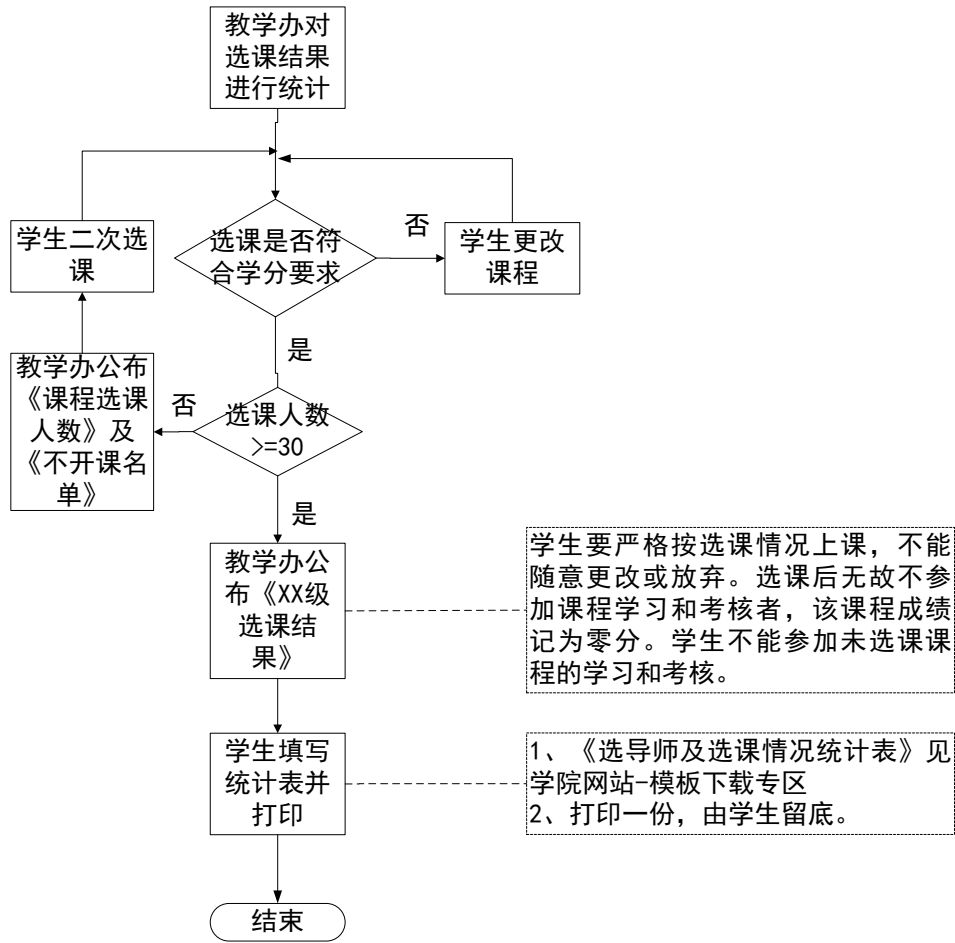 教学办对
选课结果
进行统计
学生二次选
课
选课是否符
合学分要求
否
学生更改
课程
是
教学办公布
《课程选课
人数》及
《不开课名
单》
否
选课人数
>=30
是
教学办公
布《XX级
选课结
果》
学生要严格按选课情况上课，不能
随意更改或放弃。选课后无故不参
加课程学习和考核者，该课程成绩
记为零分。学生不能参加未选课课
程的学习和考核。
学生填写
统计表并
打印
1、《选导师及选课情况统计表》见
学院网站-模板下载专区
2、打印一份，由学生留底。
结束